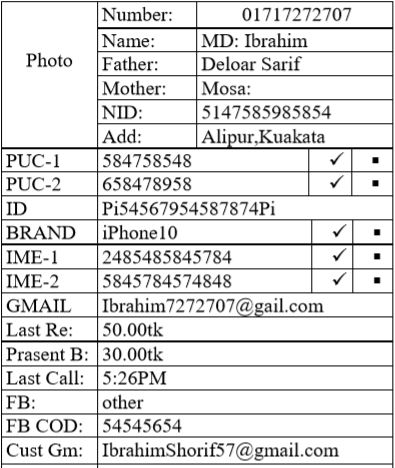 Photo
Number: 01717272707
Name: MD: Ibrahim
Father: Deloar Sarif
Mother: Mosa:
NID: 5147585985854
Add: Alipur,Kuakata
PUC-1 584758548 ✓ ▪
PUC-2 658478958 ✓ ▪
ID Pi54567954587874Pi
BRAND iPhone10 ✓ ▪
IME-1 2485485845784 ✓ ▪
IME-2 5845784574848 ✓ ▪
GMAIL Ibrahim7272707@gail.com
Last Re: 50.00tk
Prasent B: 30.00tk
Last Call: 5:26PM
FB: other
FB COD: 54545654
Cust Gm: IbrahimShorif57@gmail.com